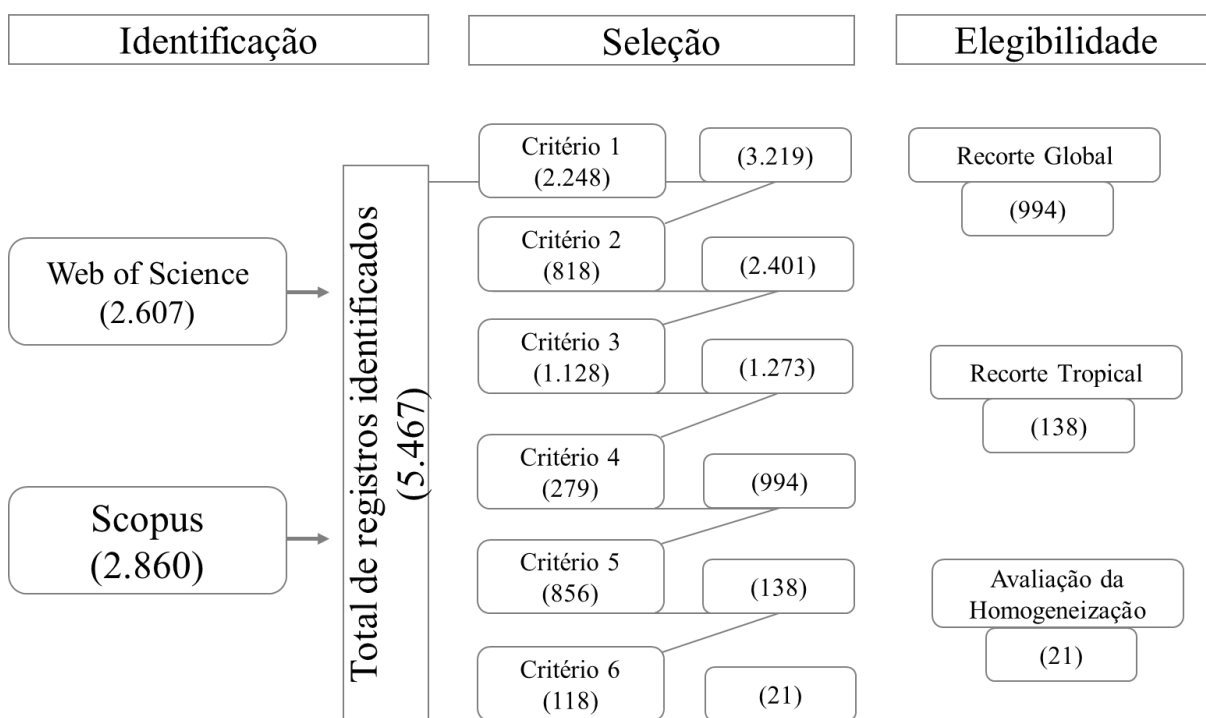 Identificação
Seleção
Elegibilidade
Web of Science
(2.607)
Scopus
(2.860)
Total de registros identificados
(5.467)
Critério 1
(2.248)
(3.219)
Critério 2
(818)
(2.401)
Critério 3
(1.128)
(1.273)
Critério 4
(279)
(994)
Critério 5
(856)
(138)
Critério 6
(118)
(21)
Recorte Global
(994)
Recorte Tropical
(138)
Avaliação da
Homogeneização
(21)